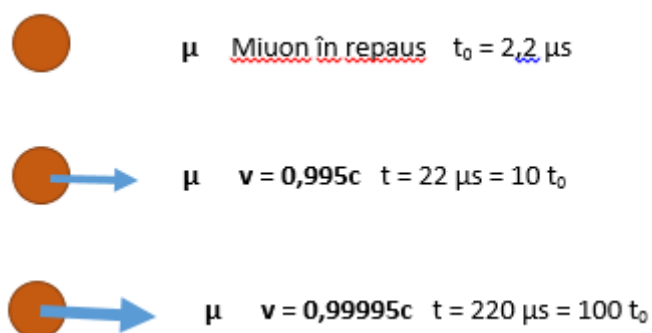 μ Miuon în repaus t₀ = 2,2 μs
μ v = 0,995c t = 22 μs = 10 t₀
μ v = 0,99995c t = 220 μs = 100 t₀